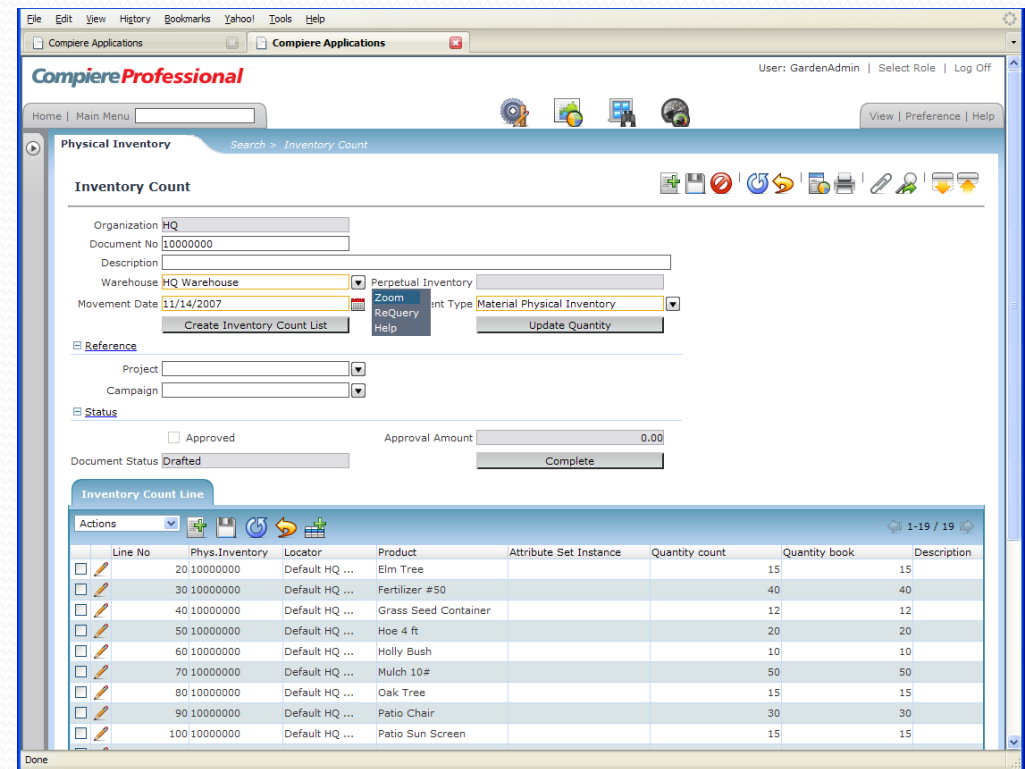 File Edit View History Bookmarks Yahoo! Tools Help
Compiere Applications Compiere Applications
Compiere Professional
User: GardenAdmin | Select Role | Log Off
Home | Main Menu
View | Preference | Help
Physical Inventory Search > Inventory Count
Inventory Count
Organization HQ
Document No 10000000
Description
Warehouse HQ Warehouse Perpetual Inventory
Movement Date 11/14/2007 Zoom ent Type Material Physical Inventory
ReQuery
Create Inventory Count List Help Update Quantity
Reference
Project
Campaign
Status
Approved Approval Amount 0.00
Document Status Drafted Complete
Inventory Count Line
Actions 1-19 / 19
Line No Phys.Inventory Locator Product Attribute Set Instance Quantity count Quantity book Description
20 10000000 Default HQ ... Elm Tree 15 15
30 10000000 Default HQ ... Fertilizer #50 40 40
40 10000000 Default HQ ... Grass Seed Container 12 12
50 10000000 Default HQ ... Hoe 4 ft 20 20
60 10000000 Default HQ ... Holly Bush 10 10
70 10000000 Default HQ ... Mulch 10# 50 50
80 10000000 Default HQ ... Oak Tree 15 15
90 10000000 Default HQ ... Patio Chair 30 30
100 10000000 Default HQ ... Patio Sun Screen 15 15
Done